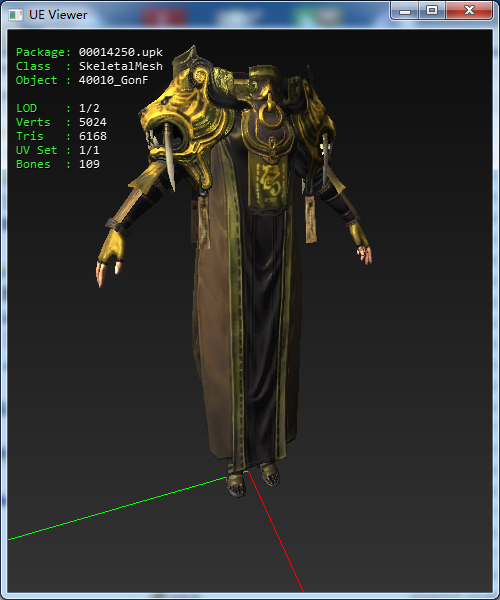 UE Viewer
Package: 00014250.upk
Class : SkeletalMesh
Object : 40010_GonF
LOD : 1/2
Verts : 5024
Tris : 6168
UV Set : 1/1
Bones : 109